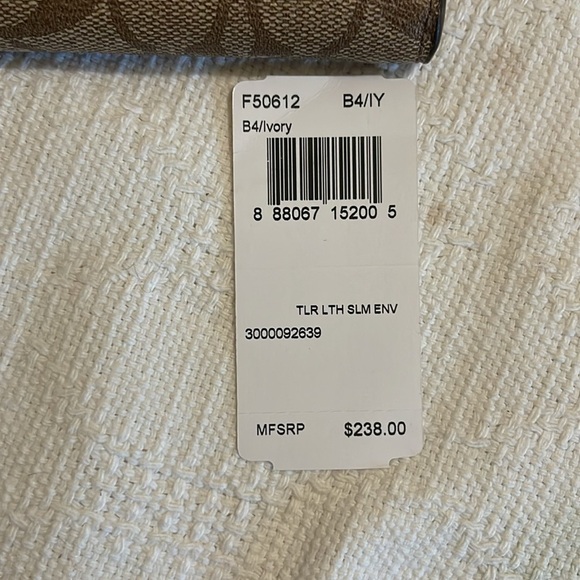 F50612 B4/IY
B4/Ivory
8 88067 15200 5
TLR LTH SLM ENV
3000092639
MFSRP $238.00